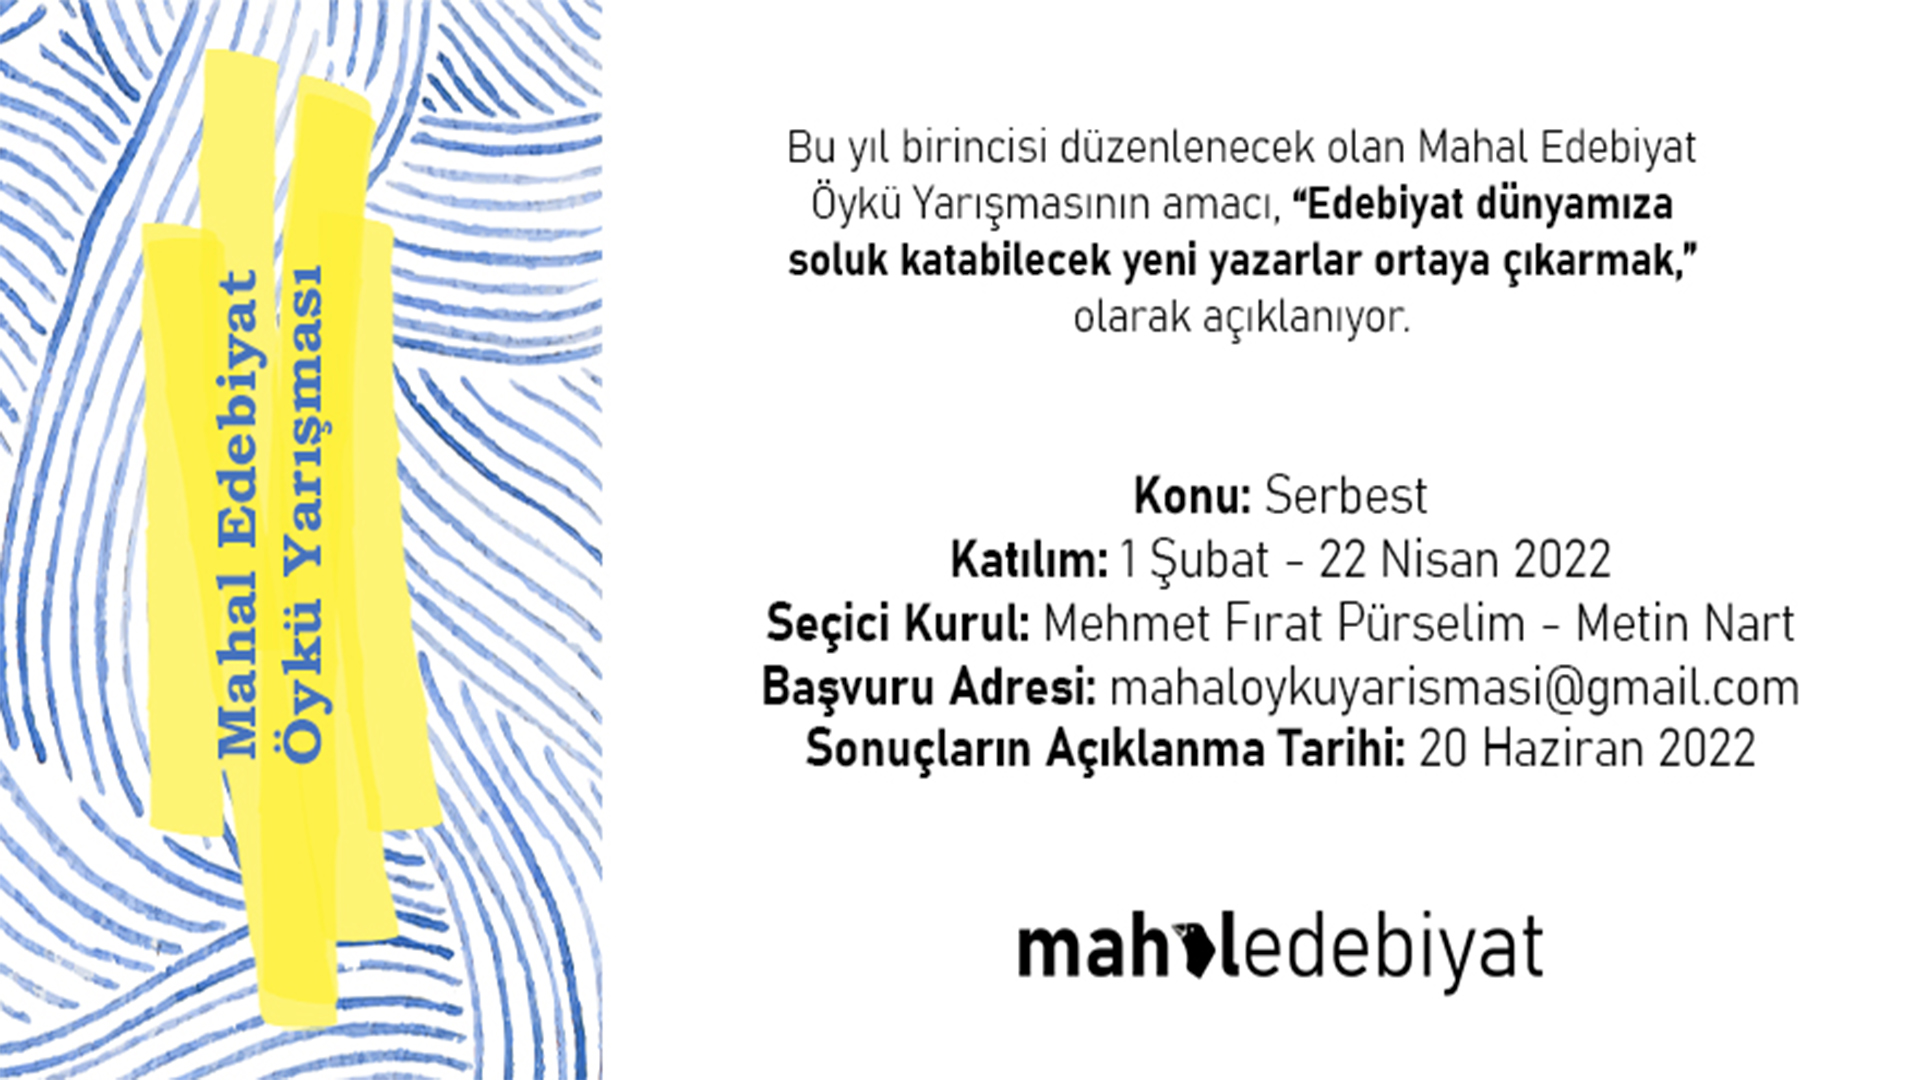 Mahal Edebiyat
Öykü Yarışması
Bu yıl birincisi düzenlenecek olan Mahal Edebiyat
Öykü Yarışmasının amacı, “Edebiyat dünyamıza
soluk katabilecek yeni yazarlar ortaya çıkarmak,”
olarak açıklanıyor.
Konu: Serbest
Katılım: 1 Şubat - 22 Nisan 2022
Seçici Kurul: Mehmet Fırat Pürselim - Metin Nart
Başvuru Adresi: mahaloykuyarismasi@gmail.com
Sonuçların Açıklanma Tarihi: 20 Haziran 2022
mahaledebiyat